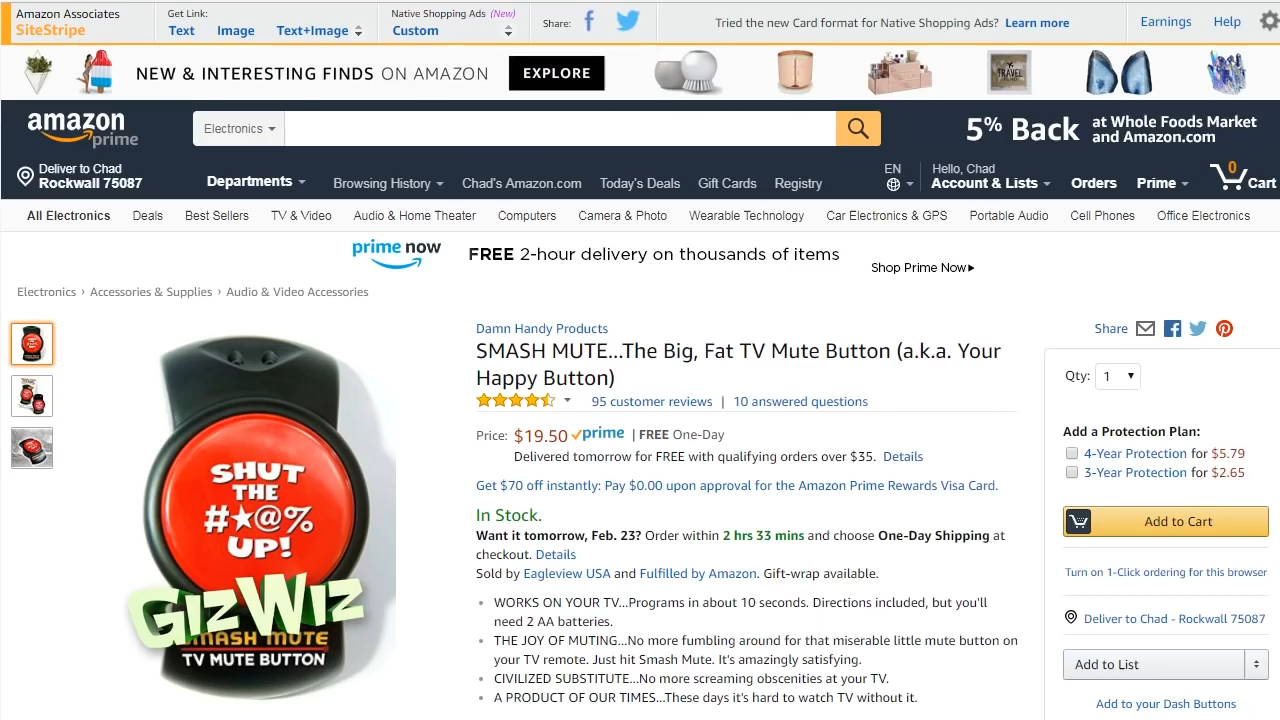 Amazon Associates
SiteStripe
Get Link:
Text Image Text+Image
Native Shopping Ads (New)
Custom
Share:
Tried the new Card format for Native Shopping Ads? Learn more
Earnings Help
NEW & INTERESTING FINDS ON AMAZON EXPLORE
TRAVEL
amazon prime
Electronics
5% Back at Whole Foods Market and Amazon.com
Deliver to Chad
Rockwall 75087
Departments Browsing History Chad's Amazon.com Today's Deals Gift Cards Registry
EN
Hello, Chad
Account & Lists Orders Prime 0 Cart
All Electronics Deals Best Sellers TV & Video Audio & Home Theater Computers Camera & Photo Wearable Technology Car Electronics & GPS Portable Audio Cell Phones Office Electronics
prime now FREE 2-hour delivery on thousands of items Shop Prime Now
Electronics › Accessories & Supplies › Audio & Video Accessories
SHUT
THE
#★@%
UP!
GizWiz
SMASH MUTE
TV MUTE BUTTON
Damn Handy Products
SMASH MUTE...The Big, Fat TV Mute Button (a.k.a. Your
Happy Button)
95 customer reviews | 10 answered questions
Price: $19.50 prime | FREE One-Day
Delivered tomorrow for FREE with qualifying orders over $35. Details
Get $70 off instantly: Pay $0.00 upon approval for the Amazon Prime Rewards Visa Card.
In Stock.
Want it tomorrow, Feb. 23? Order within 2 hrs 33 mins and choose One-Day Shipping at
checkout. Details
Sold by Eagleview USA and Fulfilled by Amazon. Gift-wrap available.
• WORKS ON YOUR TV...Programs in about 10 seconds. Directions included, but you'll
need 2 AA batteries.
• THE JOY OF MUTING...No more fumbling around for that miserable little mute button on
your TV remote. Just hit Smash Mute. It's amazingly satisfying.
• CIVILIZED SUBSTITUTE...No more screaming obscenities at your TV.
• A PRODUCT OF OUR TIMES...These days it's hard to watch TV without it.
Share
Qty: 1
Add a Protection Plan:
4-Year Protection for $5.79
3-Year Protection for $2.65
Add to Cart
Turn on 1-Click ordering for this browser
Deliver to Chad - Rockwall 75087
Add to List
Add to your Dash Buttons